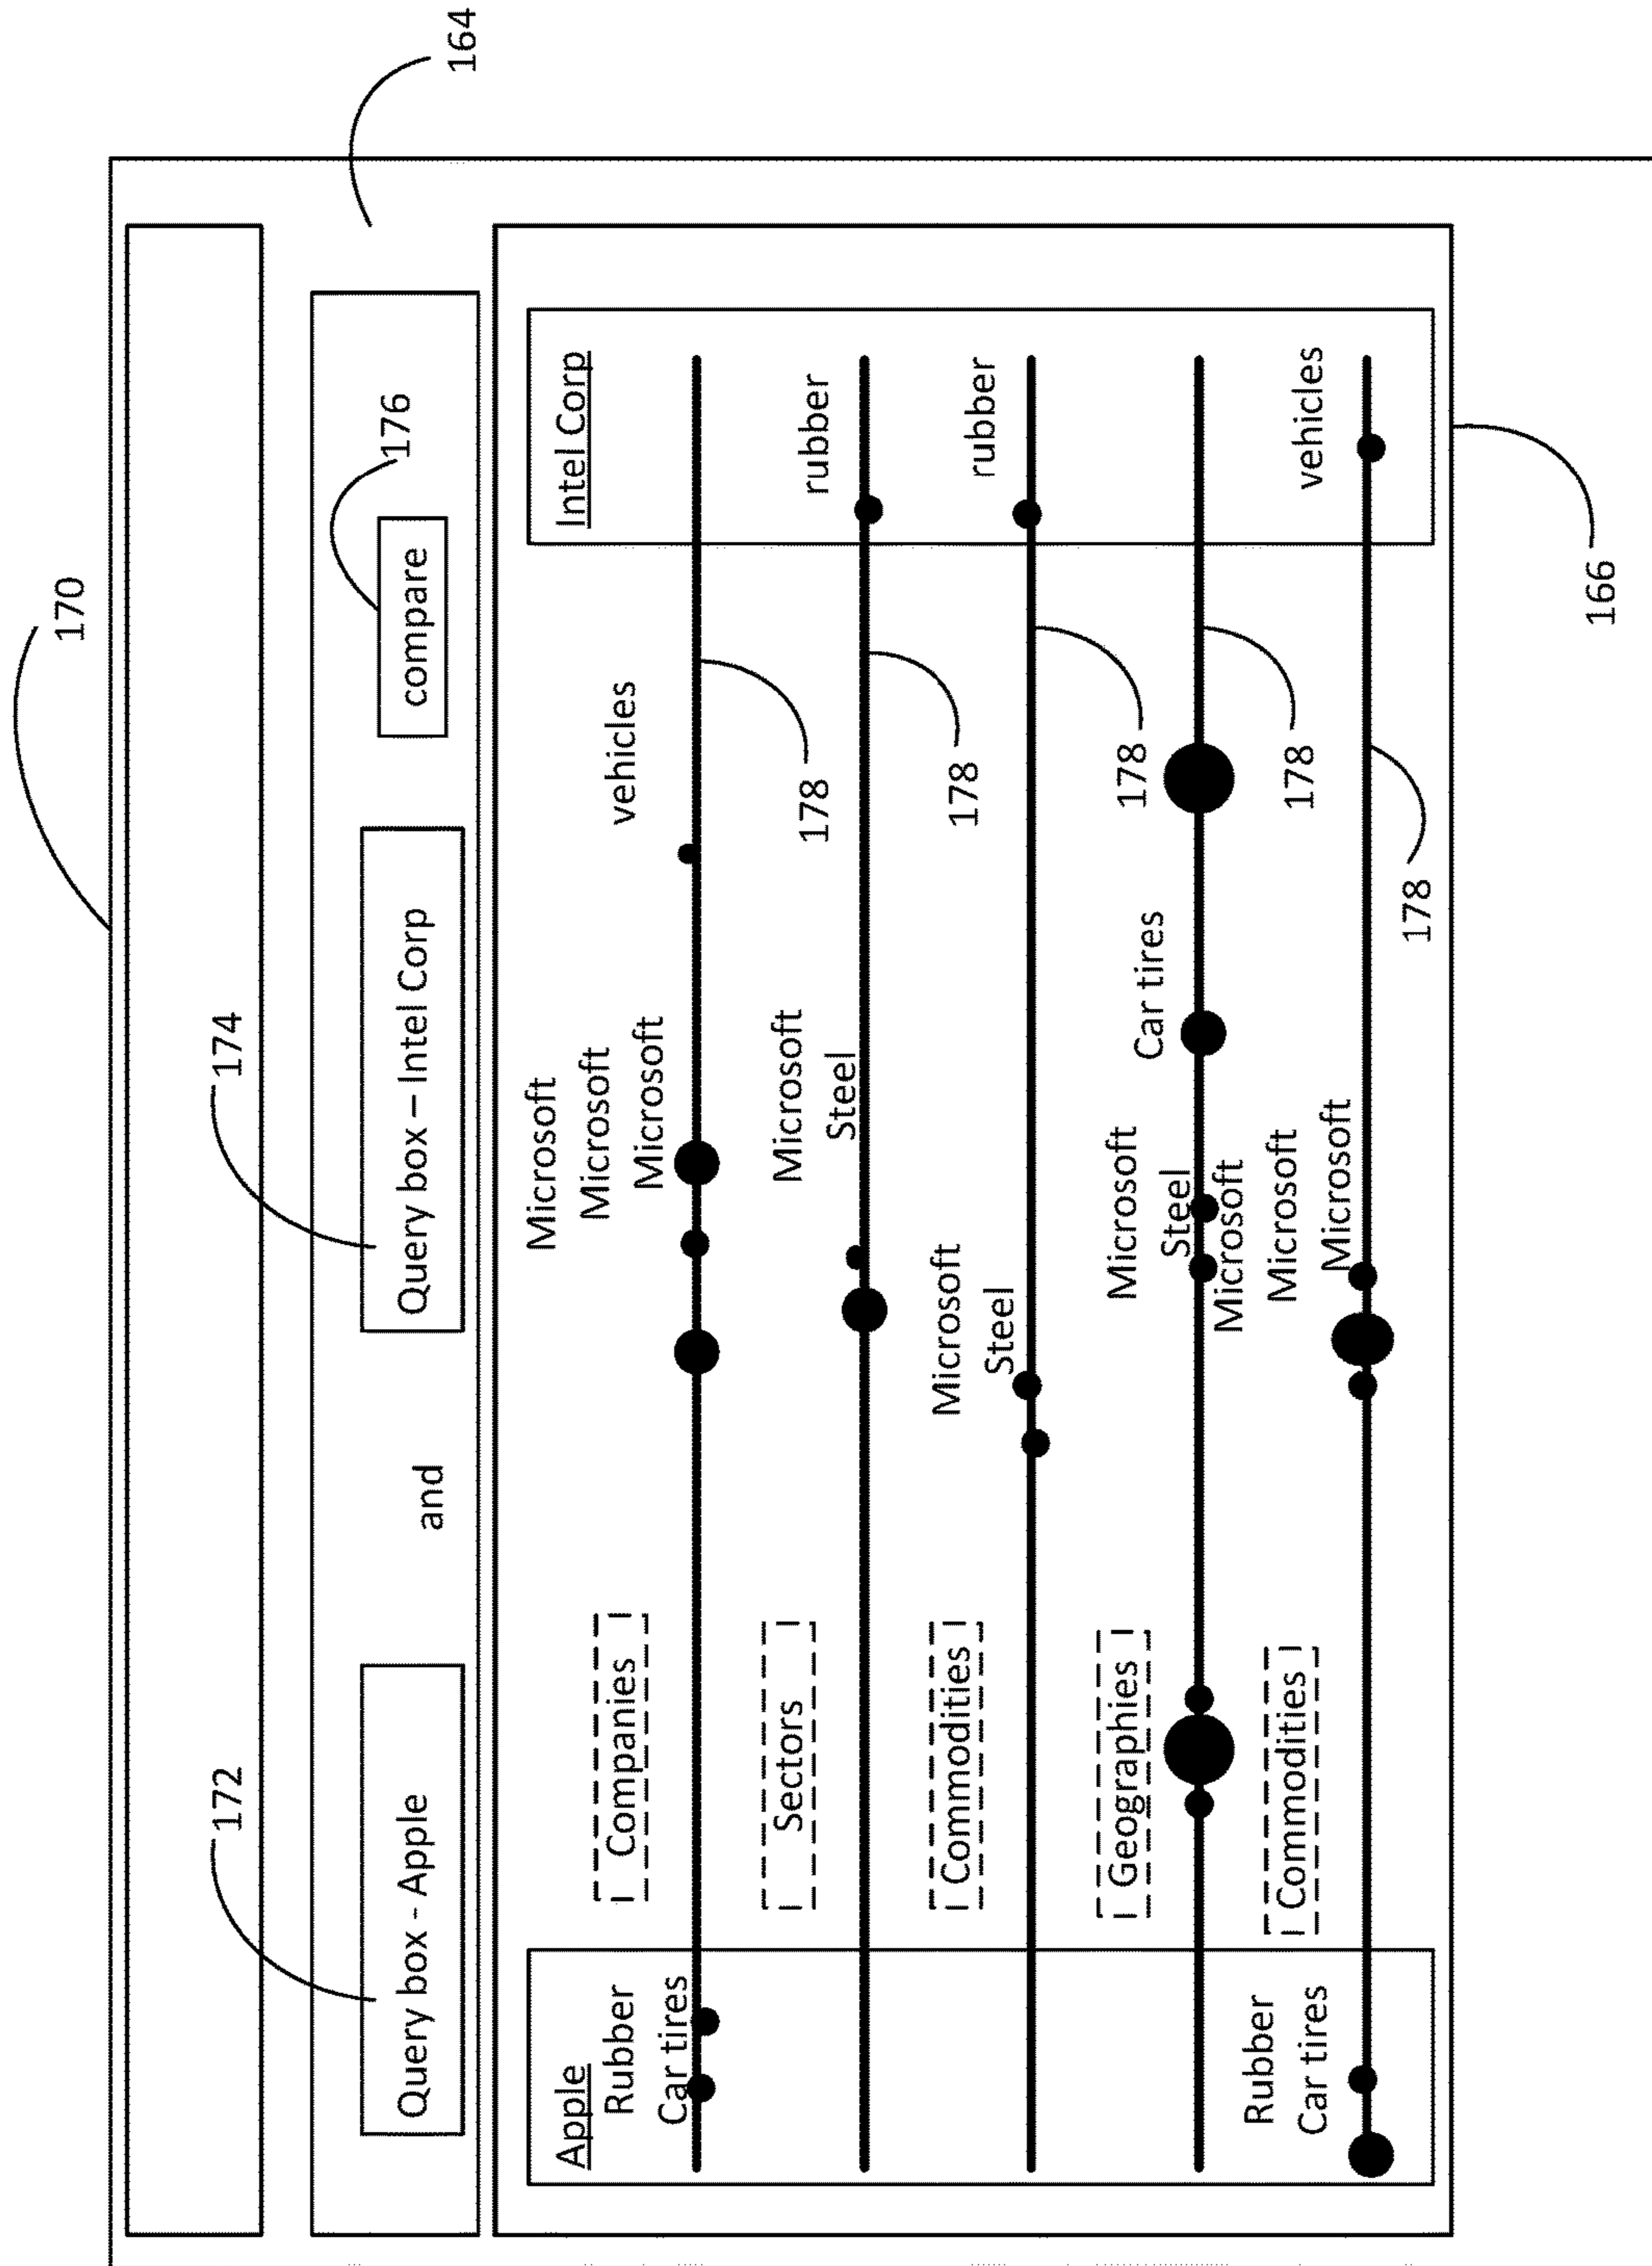 170
164
172
174
176
Query box - Apple
and
Query box – Intel Corp
compare
Apple
Intel Corp
Rubber
Car tires
Companies
Microsoft
Microsoft
Microsoft
vehicles
178
Sectors
Microsoft
Steel
rubber
178
Commodities
Microsoft
Steel
rubber
178
Geographies
Microsoft
Steel
Car tires
178
Rubber
Car tires
Commodities
Microsoft
Microsoft
Microsoft
vehicles
178
166